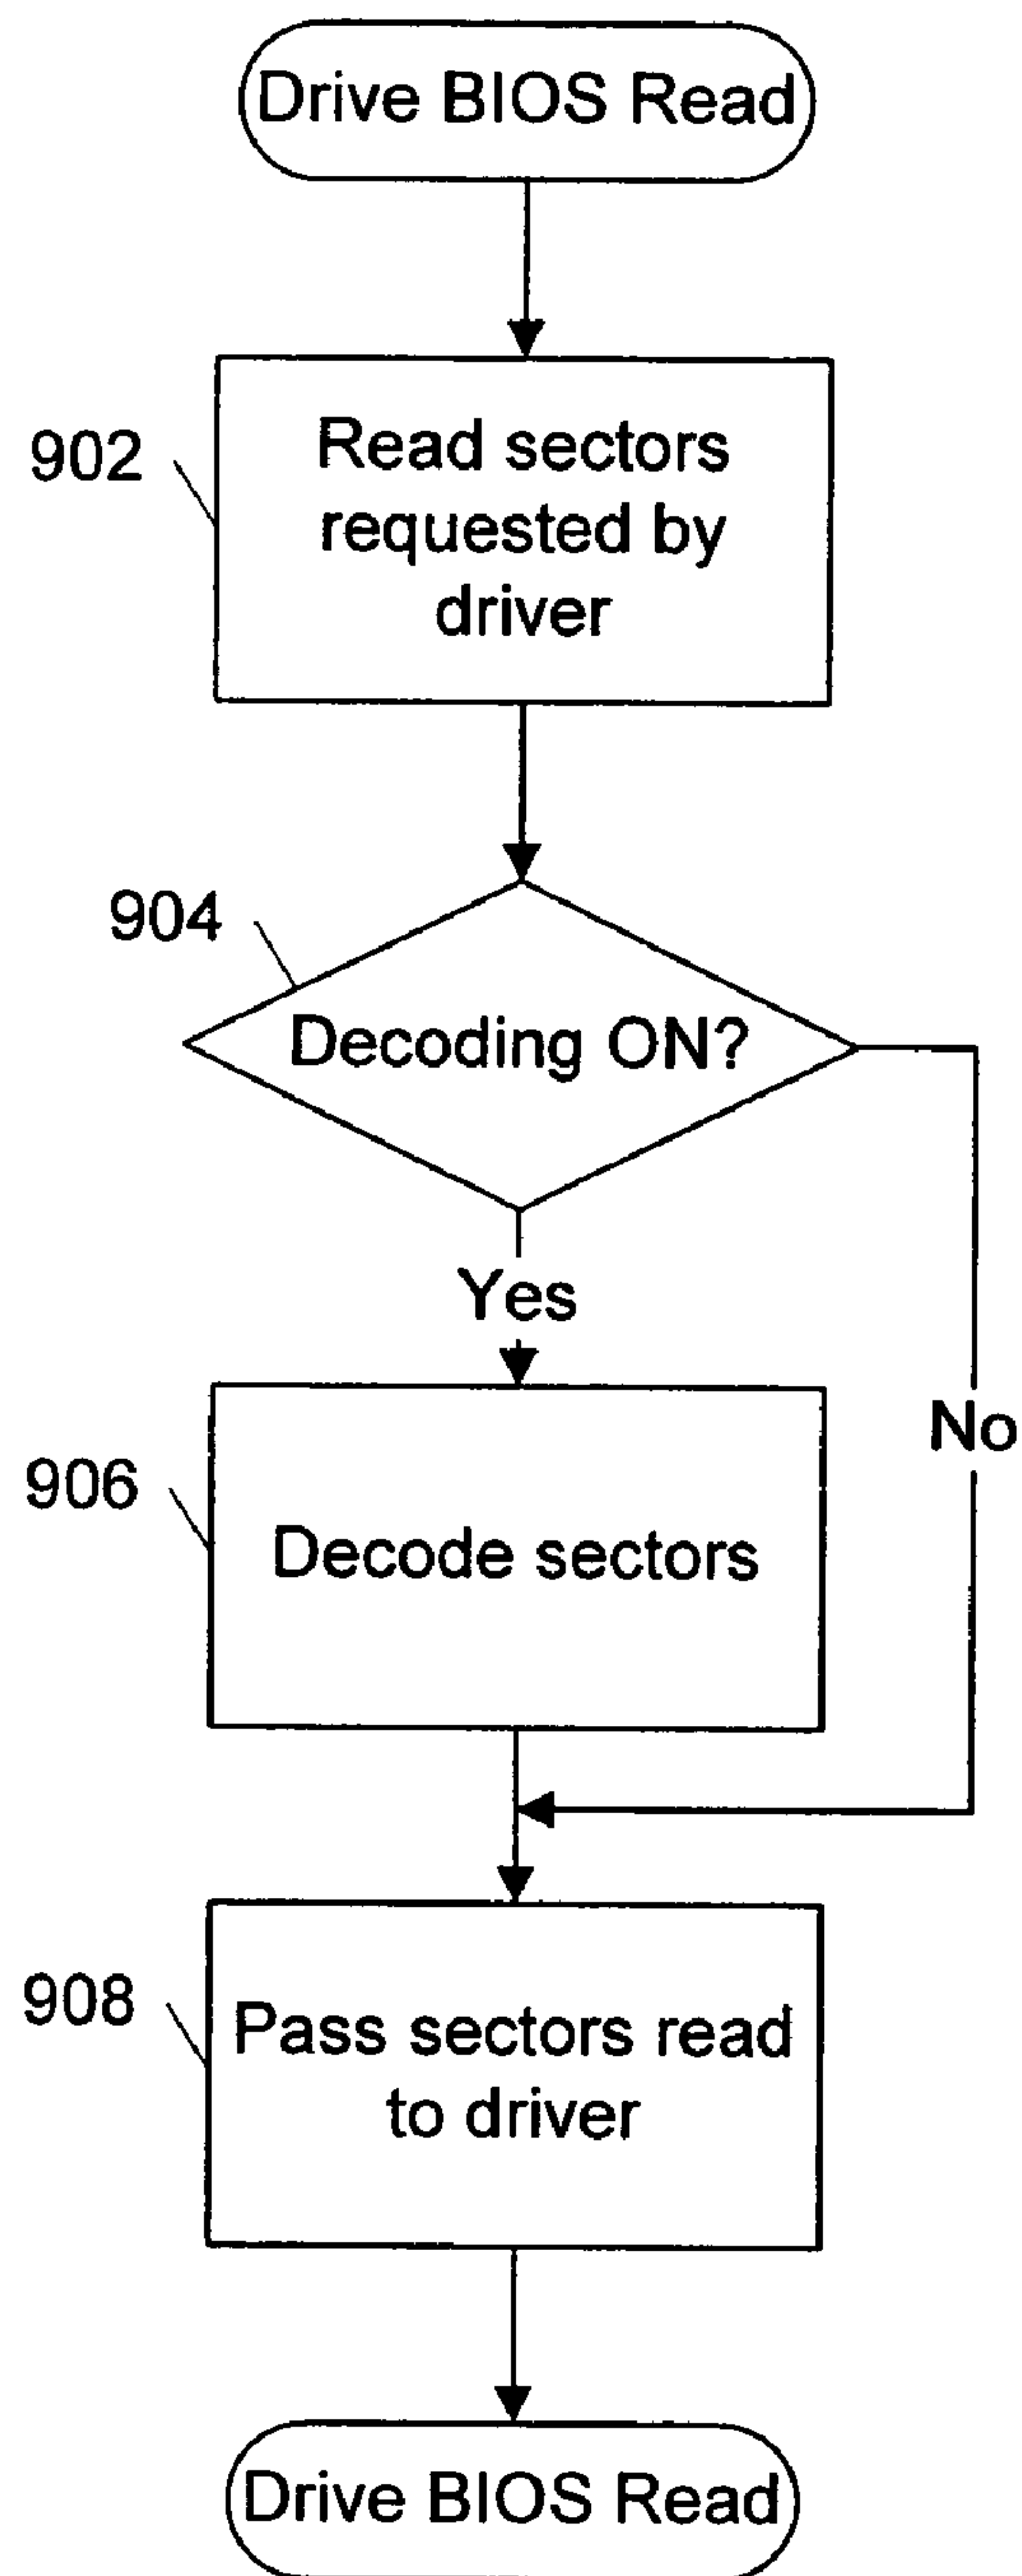 Drive BIOS Read
902
Read sectors
requested by
driver
904
Decoding ON?
Yes
No
906
Decode sectors
908
Pass sectors read
to driver
Drive BIOS Read